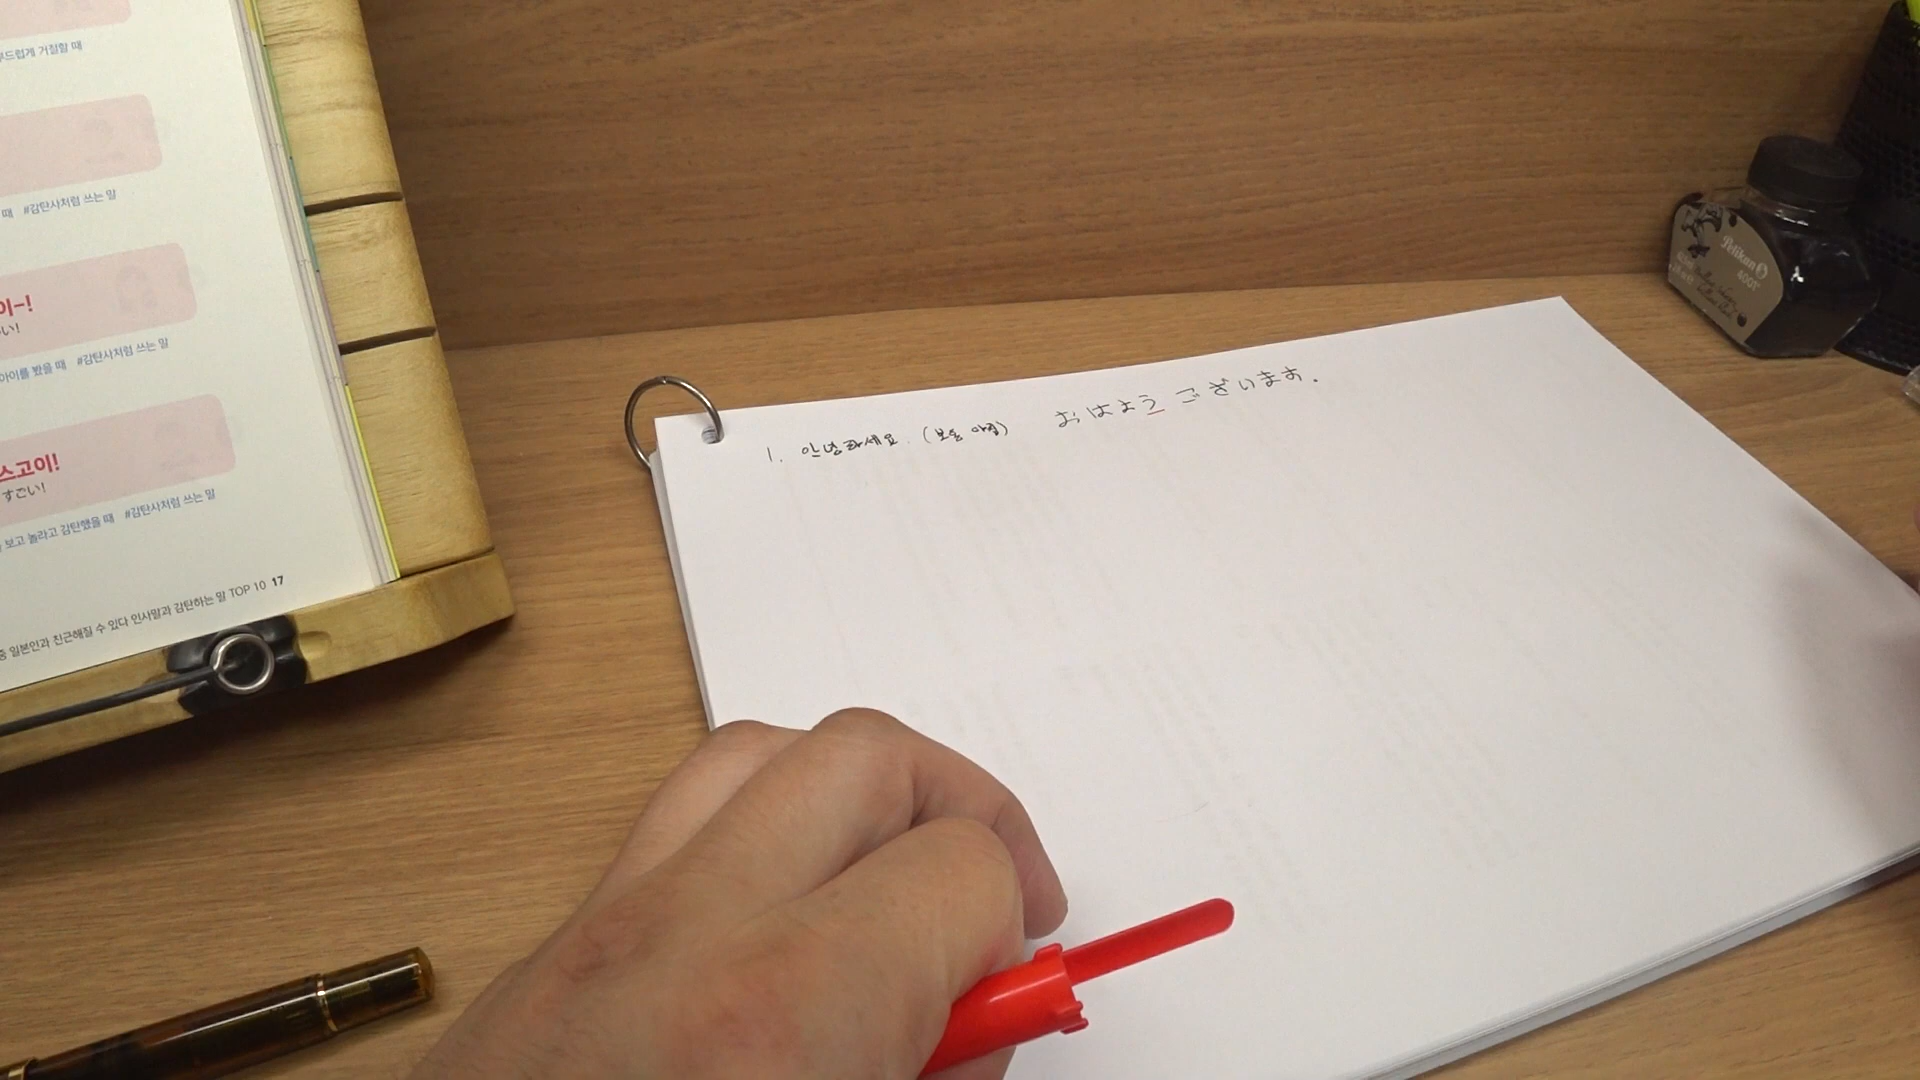 부드럽게 거절할 때
때 #감탄사처럼 쓰는 말
이~!
い!
아이를 봤을 때 #감탄사처럼 쓰는 말
스고이!
すごい!
보고 놀라고 감탄했을 때 #감탄사처럼 쓰는 말
일본인과 친근해질 수 있다 인사말과 감탄하는 말 TOP 10 17
1. 안녕하세요. (보통 아침) おはようございます.
Pelikan
4001